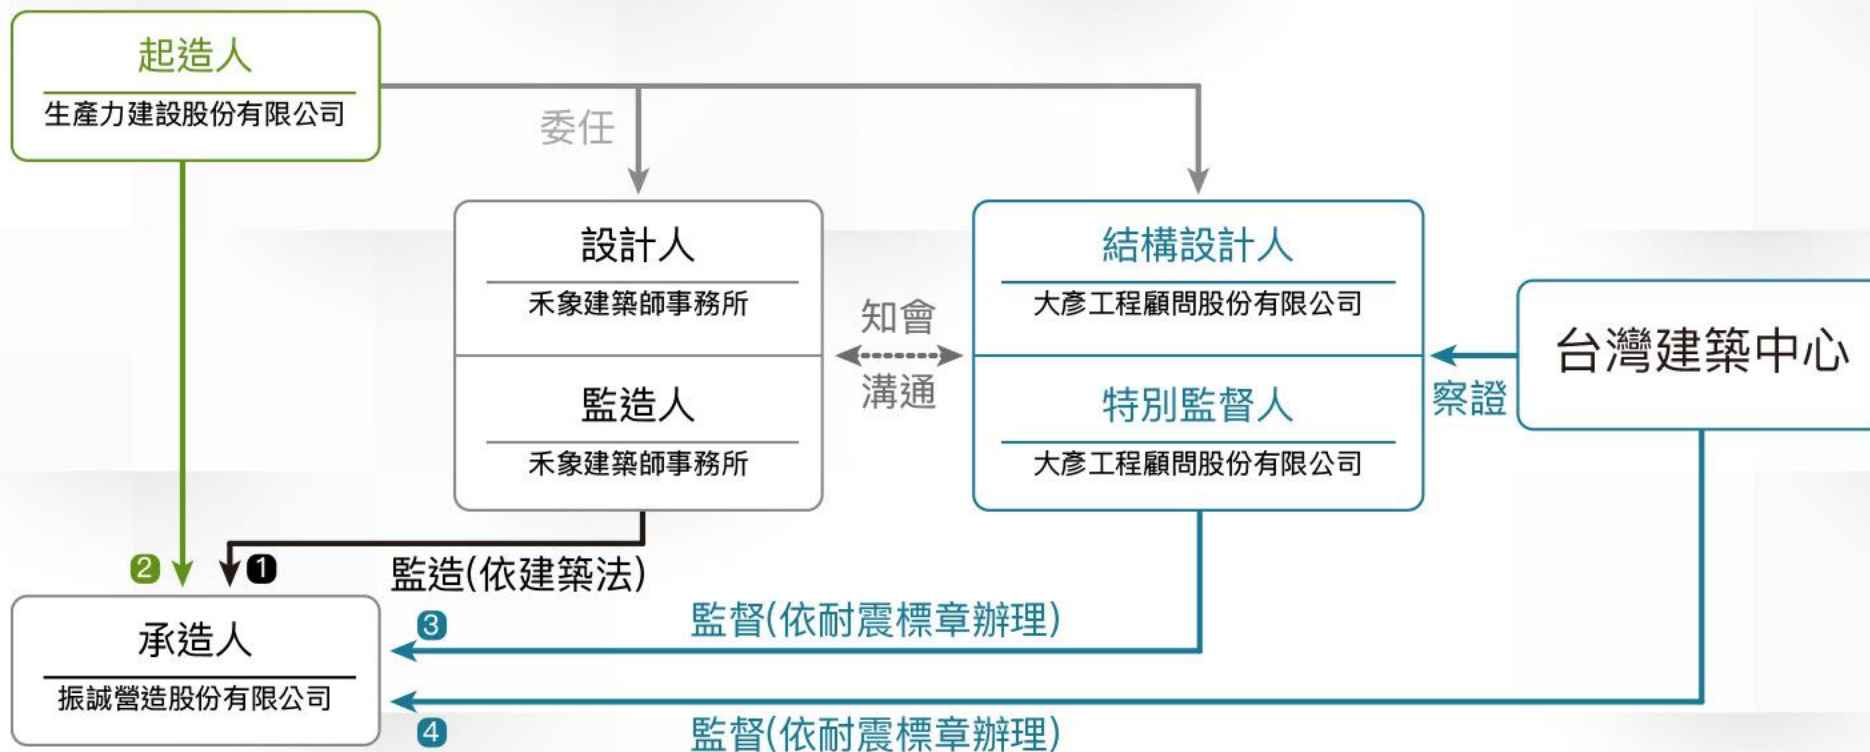 起造人
生產力建設股份有限公司
委任
設計人
禾象建築師事務所
監造人
禾象建築師事務所
知會
溝通
結構設計人
大彥工程顧問股份有限公司
特別監督人
大彥工程顧問股份有限公司
察證
台灣建築中心
2
1
監造(依建築法)
承造人
振誠營造股份有限公司
3
監督(依耐震標章辦理)
4
監督(依耐震標章辦理)